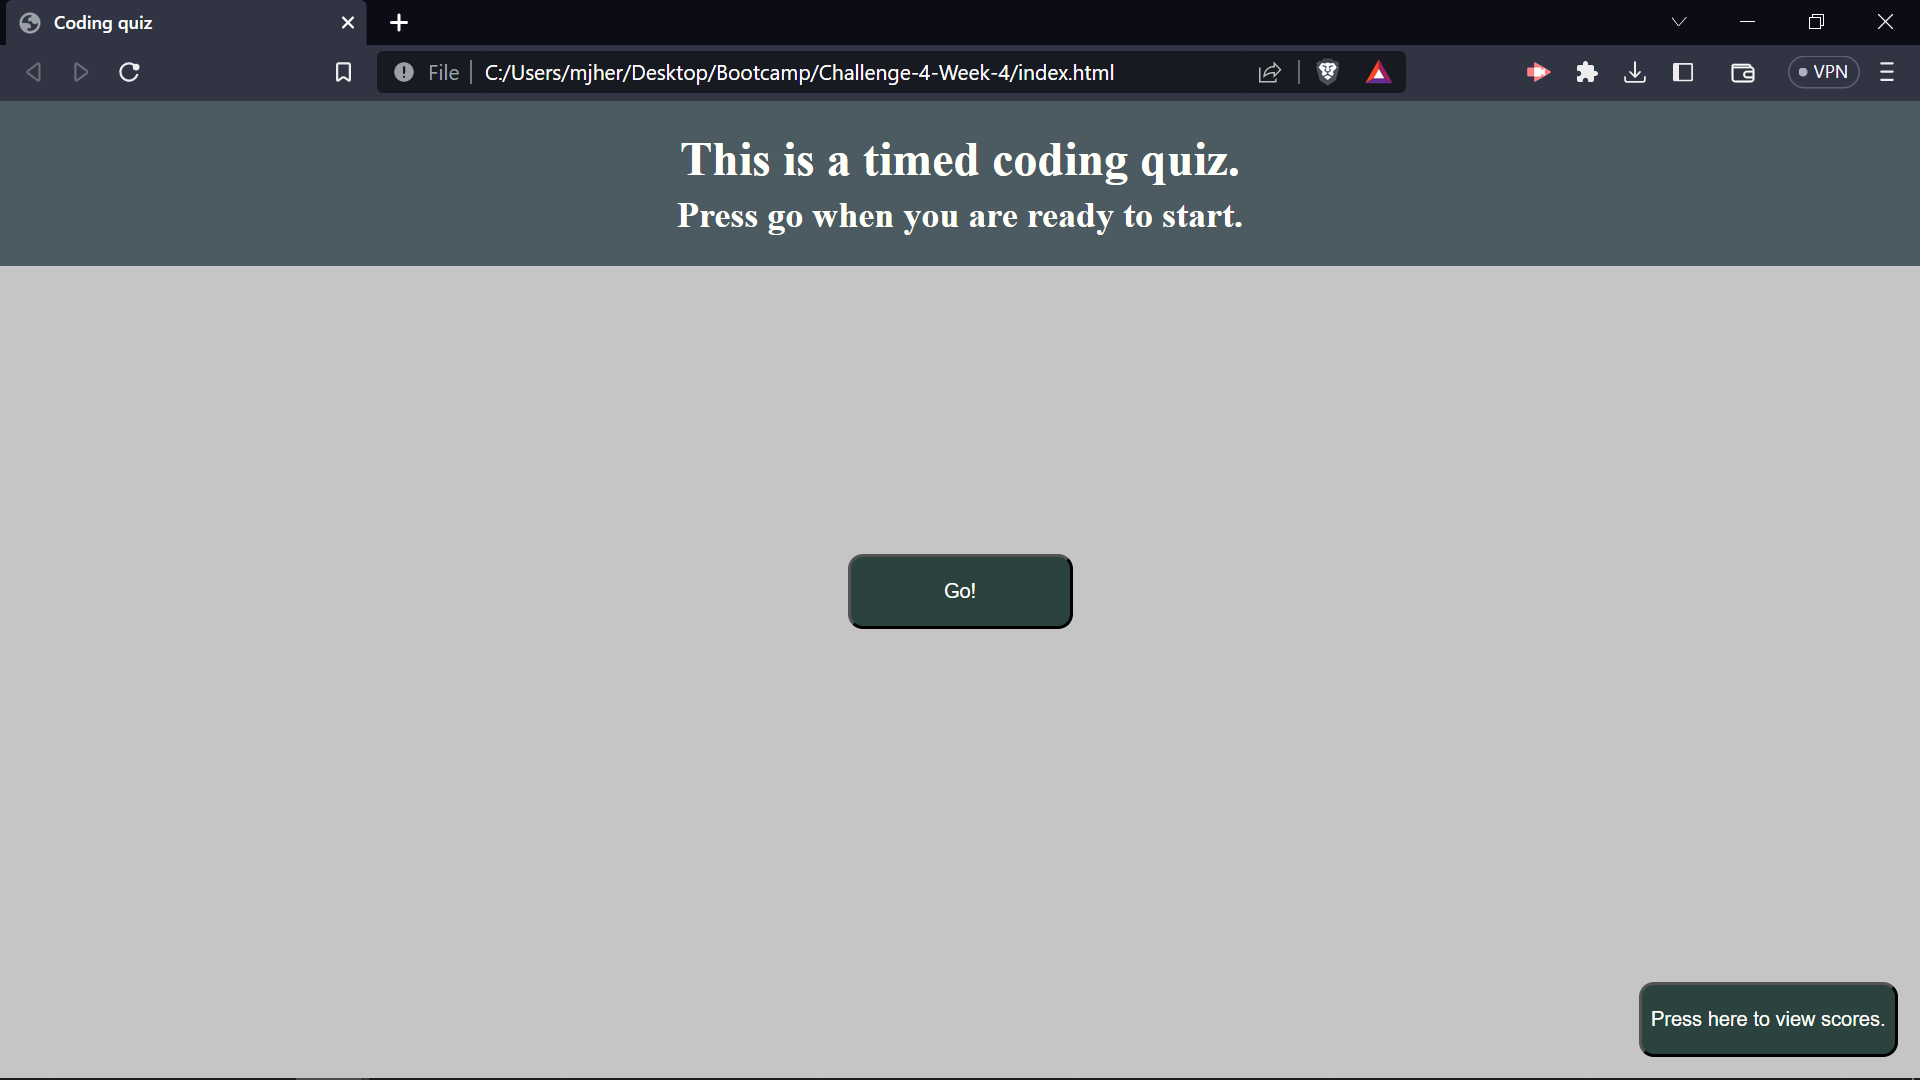 Coding quiz
File
C:/Users/mjher/Desktop/Bootcamp/Challenge-4-Week-4/index.html
VPN
This is a timed coding quiz.
Press go when you are ready to start.
Go!
Press here to view scores.